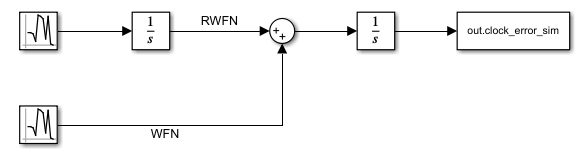 1
s
RWFN
+
+
1
s
out.clock_error_sim
WFN